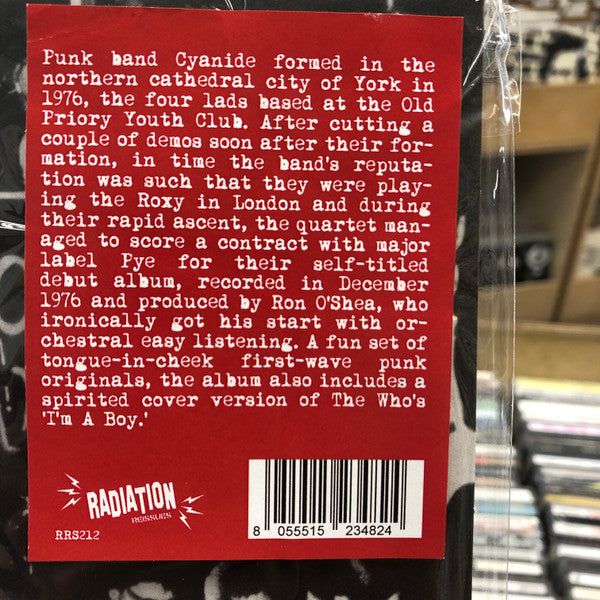 Punk band Cyanide formed in the
northern cathedral city of York in
1976, the four lads based at the Old
Priory Youth Club. After cutting a
couple of demos soon after their for-
mation, in time the band's reputa-
tion was such that they were play-
ing the Roxy in London and during
their rapid ascent, the quartet man-
aged to score a contract with major
label Pye for their self-titled
debut album, recorded in December
1976 and produced by Ron O'Shea, who
ironically got his start with or-
chestral easy listening. A fun set of
tongue-in-cheek first-wave punk
originals, the album also includes a
spirited cover version of The Who's
'I'm A Boy.'
RADIATION
REISSUES
RRS212
8 055515 234824